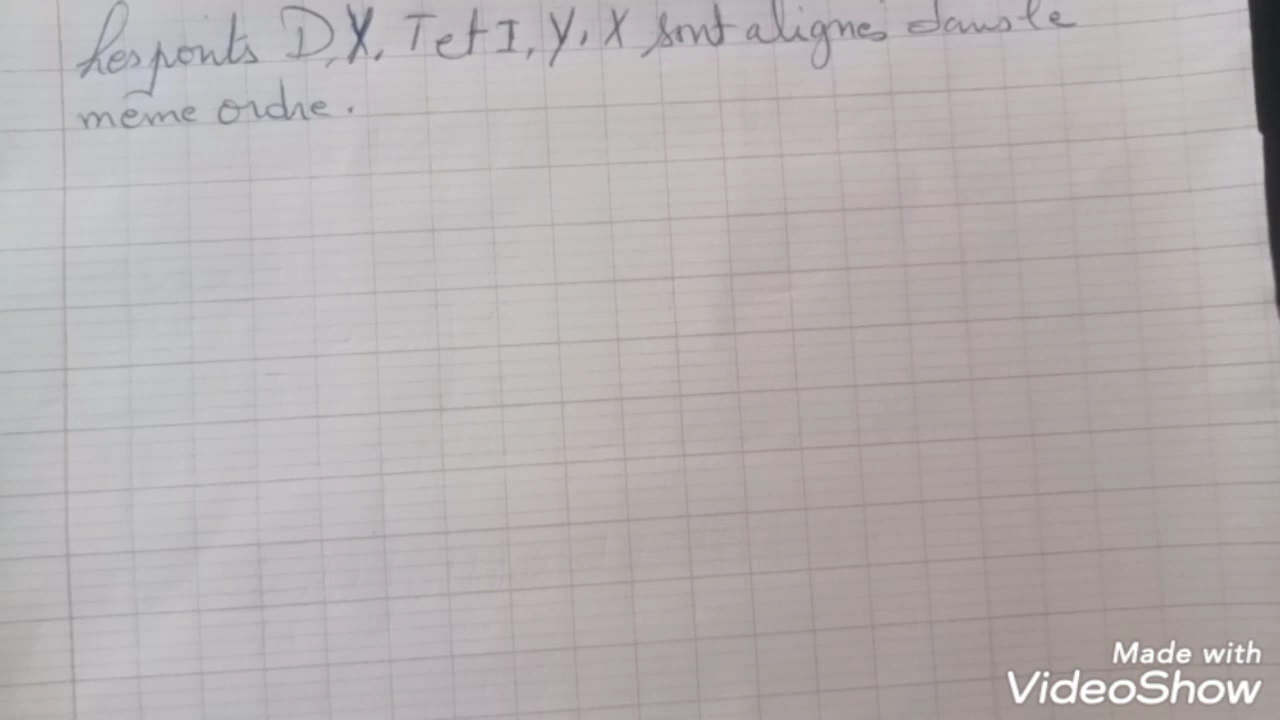 Les points D, Y, T et I, Y, X sont alignés dans le
même ordre.
Made with
VideoShow